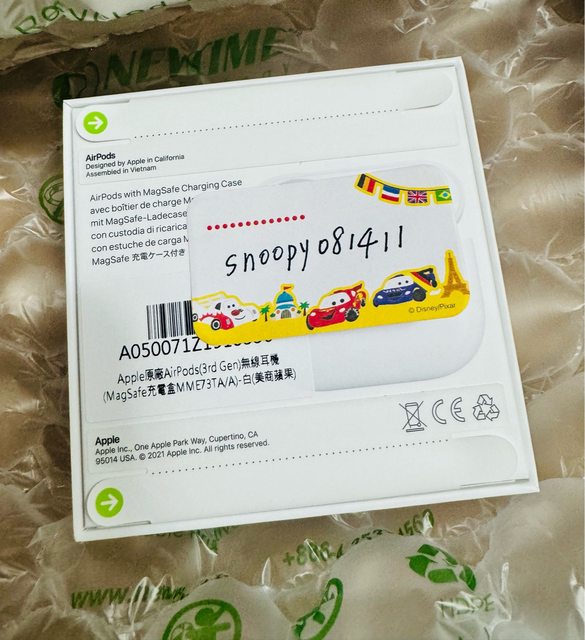 NEWCIME
AirPods
Designed by Apple in California
Assembled in Vietnam
AirPods with MagSafe Charging Case
avec boîtier de charge
mit MagSafe-Ladecase
con custodia di ricarica
con estuche de carga
MagSafe 充電ケース付き
snoopy081411
© Disney/Pixar
Apple原廠AirPods(3rd Gen)無線耳機
(MagSafe充電盒MME73TA/A)-白(美商蘋果)
Apple
Apple Inc., One Apple Park Way, Cupertino, CA
95014 USA. © 2021 Apple Inc. All rights reserved.
CE